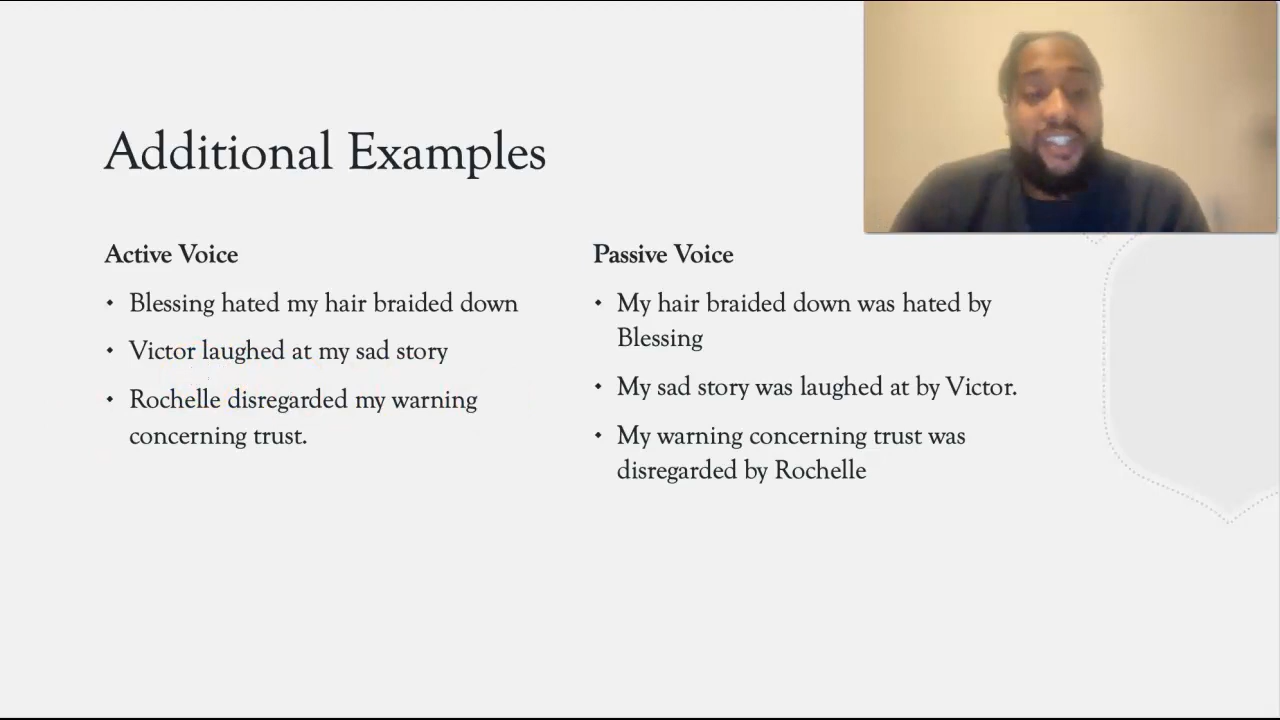 Additional Examples
Active Voice
• Blessing hated my hair braided down
• Victor laughed at my sad story
• Rochelle disregarded my warning
concerning trust.
Passive Voice
• My hair braided down was hated by
Blessing
• My sad story was laughed at by Victor.
• My warning concerning trust was
disregarded by Rochelle